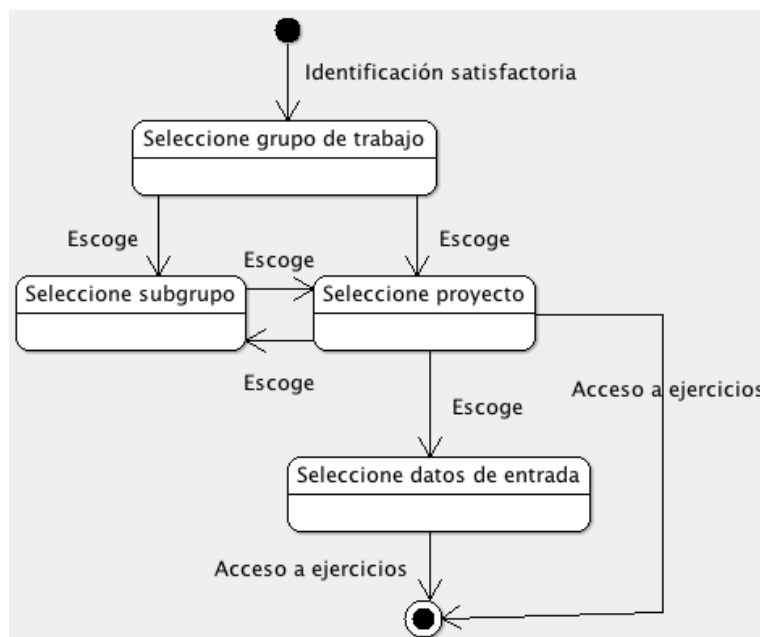 Identificación satisfactoria
Seleccione grupo de trabajo
Escoge
Escoge
Escoge
Seleccione subgrupo
Seleccione proyecto
Escoge
Acceso a ejercicios
Escoge
Seleccione datos de entrada
Acceso a ejercicios